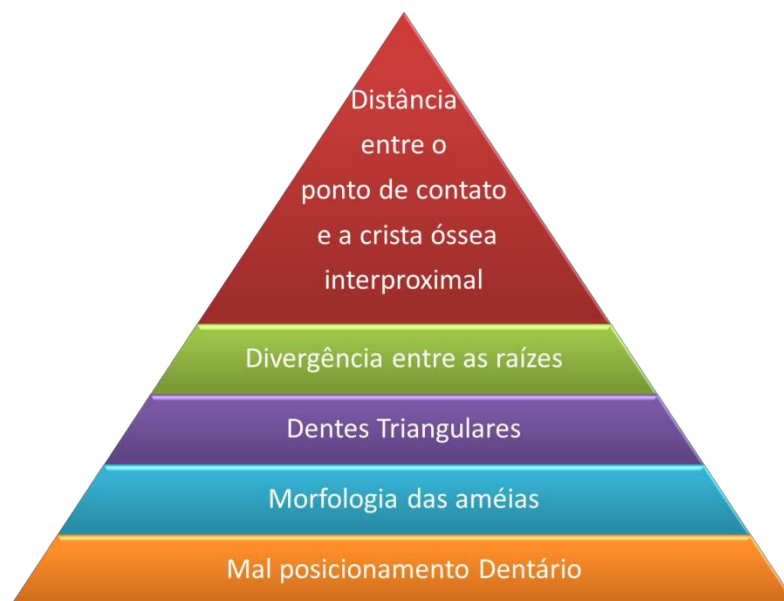 Distância
entre o
ponto de contato
e a crista óssea
interproximal
Divergência entre as raízes
Dentes Triangulares
Morfologia das améias
Mal posicionamento Dentário